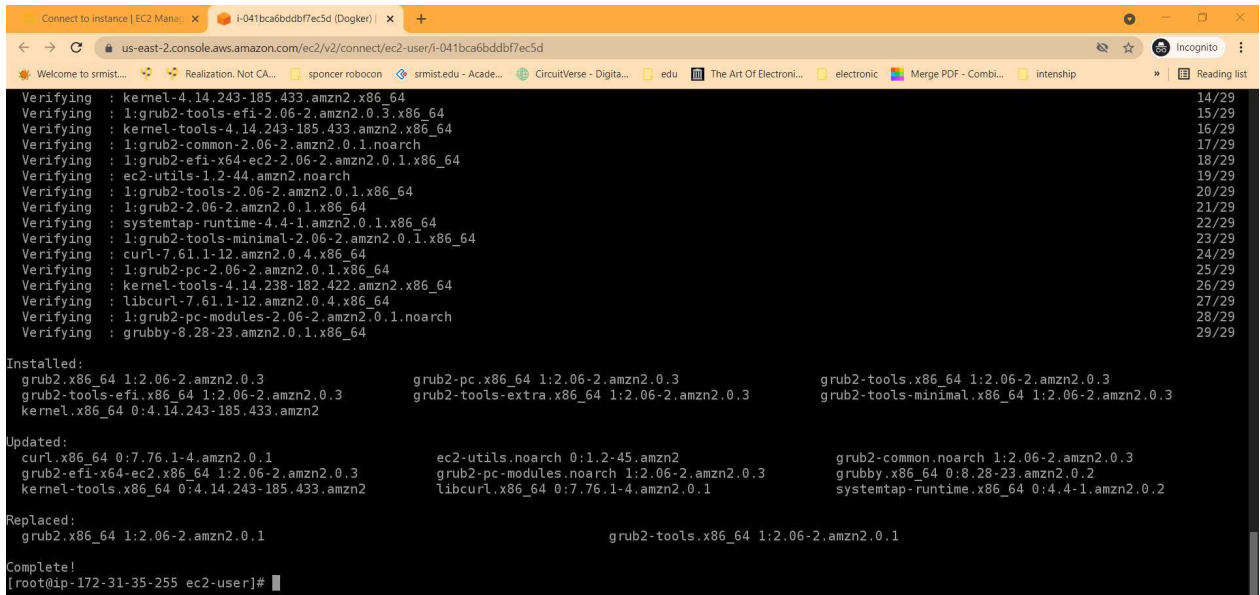 Connect to instance | EC2 Manag
i-041bca6bddbf7ec5d (Dogker) |
us-east-2.console.aws.amazon.com/ec2/v2/connect/ec2-user/i-041bca6bddbf7ec5d
Incognito
Welcome to srmist.... Realization. Not CA... sponcer robocon srmist.edu - Acade... CircuitVerse - Digita... edu The Art Of Electroni... electronic Merge PDF - Combi... intenship » Reading list
Verifying : kernel-4.14.243-185.433.amzn2.x86_64 14/29
Verifying : 1:grub2-tools-efi-2.06-2.amzn2.0.3.x86_64 15/29
Verifying : kernel-tools-4.14.243-185.433.amzn2.x86_64 16/29
Verifying : 1:grub2-common-2.06-2.amzn2.0.1.noarch 17/29
Verifying : 1:grub2-efi-x64-ec2-2.06-2.amzn2.0.1.x86_64 18/29
Verifying : ec2-utils-1.2-44.amzn2.noarch 19/29
Verifying : 1:grub2-tools-2.06-2.amzn2.0.1.x86_64 20/29
Verifying : 1:grub2-2.06-2.amzn2.0.1.x86_64 21/29
Verifying : systemtap-runtime-4.4-1.amzn2.0.1.x86_64 22/29
Verifying : 1:grub2-tools-minimal-2.06-2.amzn2.0.1.x86_64 23/29
Verifying : curl-7.61.1-12.amzn2.0.4.x86_64 24/29
Verifying : 1:grub2-pc-2.06-2.amzn2.0.1.x86_64 25/29
Verifying : kernel-tools-4.14.238-182.422.amzn2.x86_64 26/29
Verifying : libcurl-7.61.1-12.amzn2.0.4.x86_64 27/29
Verifying : 1:grub2-pc-modules-2.06-2.amzn2.0.1.noarch 28/29
Verifying : grubby-8.28-23.amzn2.0.1.x86_64 29/29
Installed:
grub2.x86_64 1:2.06-2.amzn2.0.3 grub2-pc.x86_64 1:2.06-2.amzn2.0.3 grub2-tools.x86_64 1:2.06-2.amzn2.0.3
grub2-tools-efi.x86_64 1:2.06-2.amzn2.0.3 grub2-tools-extra.x86_64 1:2.06-2.amzn2.0.3 grub2-tools-minimal.x86_64 1:2.06-2.amzn2.0.3
kernel.x86_64 0:4.14.243-185.433.amzn2
Updated:
curl.x86_64 0:7.76.1-4.amzn2.0.1 ec2-utils.noarch 0:1.2-45.amzn2 grub2-common.noarch 1:2.06-2.amzn2.0.3
grub2-efi-x64-ec2.x86_64 1:2.06-2.amzn2.0.3 grub2-pc-modules.noarch 1:2.06-2.amzn2.0.3 grubby.x86_64 0:8.28-23.amzn2.0.2
kernel-tools.x86_64 0:4.14.243-185.433.amzn2 libcurl.x86_64 0:7.76.1-4.amzn2.0.1 systemtap-runtime.x86_64 0:4.4-1.amzn2.0.2
Replaced:
grub2.x86_64 1:2.06-2.amzn2.0.1 grub2-tools.x86_64 1:2.06-2.amzn2.0.1
Complete!
[root@ip-172-31-35-255 ec2-user]#